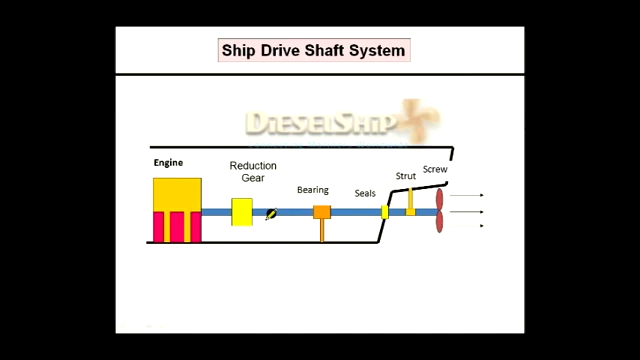 Ship Drive Shaft System
DIESELSHIP
Engine
Reduction
Gear
Bearing
Seals
Strut
Screw